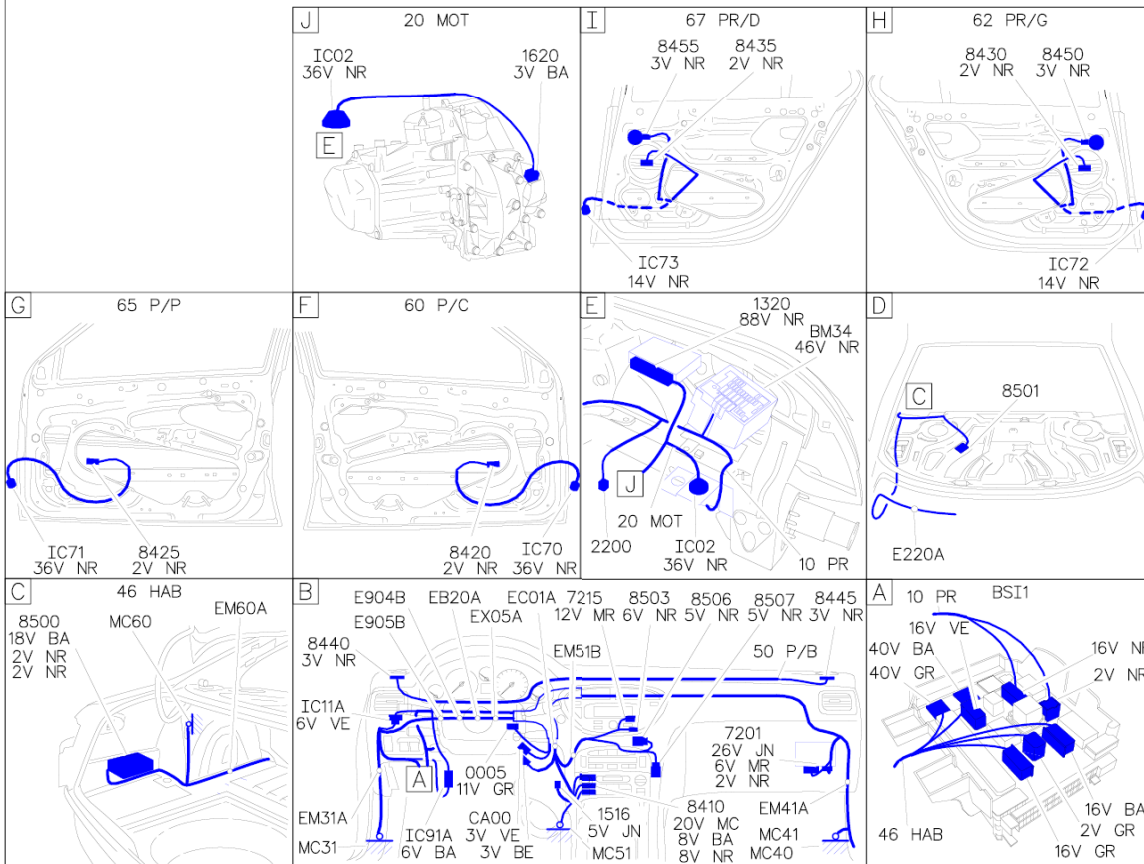 J
20 MOT
IC02
36V NR
1620
3V BA
E
I
67 PR/D
8455
3V NR
8435
2V NR
IC73
14V NR
H
62 PR/G
8430
2V NR
8450
3V NR
IC72
14V NR
G
65 P/P
IC71
36V NR
8425
2V NR
F
60 P/C
8420
2V NR
IC70
36V NR
E
1320
88V NR
BM34
46V NR
J
20 MOT
2200
IC02
36V NR
10 PR
D
C
8501
E220A
C
46 HAB
8500
18V BA
2V NR
2V NR
MC60
EM60A
B
E904B
EB20A
EC01A
7215
12V MR
8503
6V NR
8506
5V NR
8507
5V NR
8445
3V NR
E905B
EX05A
8440
3V NR
EM51B
50 P/B
IC11A
6V VE
7201
26V JN
6V MR
2V NR
A
0005
11V GR
EM31A
MC31
IC91A
6V BA
CA00
3V VE
3V BE
1516
5V JN
MC51
8410
20V MC
8V BA
8V NR
EM41A
MC41
MC40
A
10 PR
BSI1
16V VE
40V BA
40V GR
16V NR
2V NR
46 HAB
16V BA
2V GR
16V GR